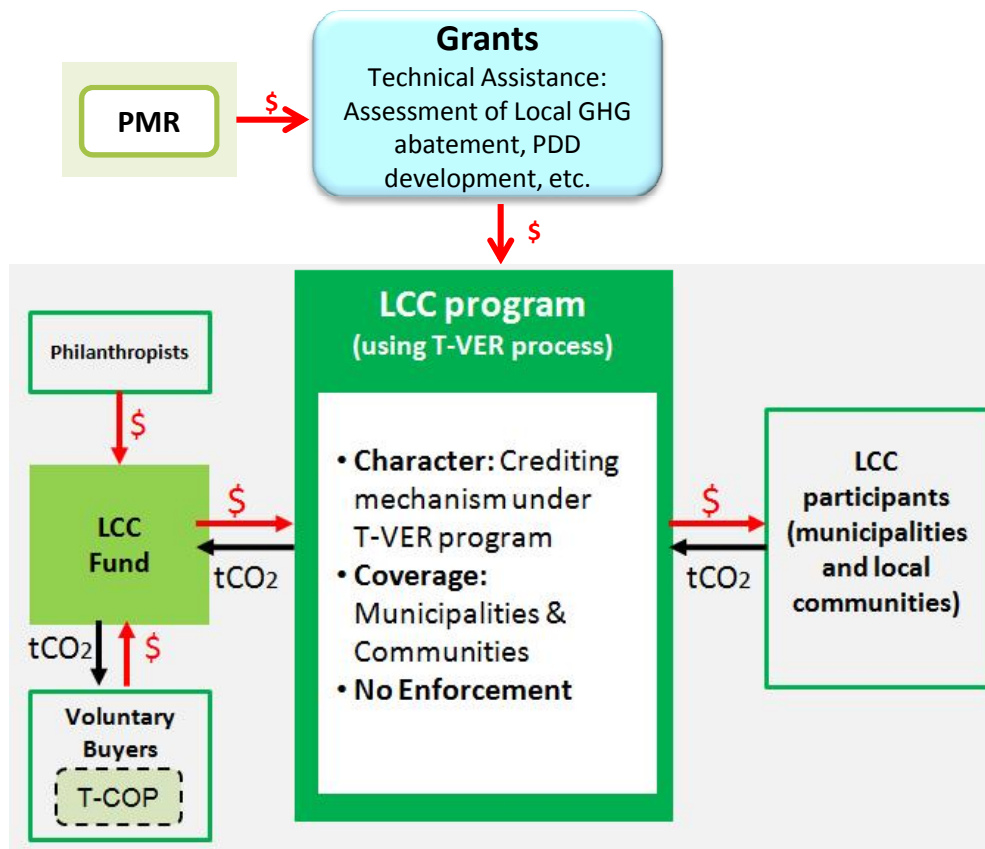 Grants
Technical Assistance:
Assessment of Local GHG
abatement, PDD
development, etc.
PMR
$
$
LCC program
(using T-VER process)
Philanthropists
$
LCC
Fund
$
tCO2
• Character: Crediting
mechanism under
T-VER program
• Coverage:
Municipalities &
Communities
• No Enforcement
$
tCO2
LCC
participants
(municipalities
and local
communities)
tCO2
$
Voluntary
Buyers
T-COP